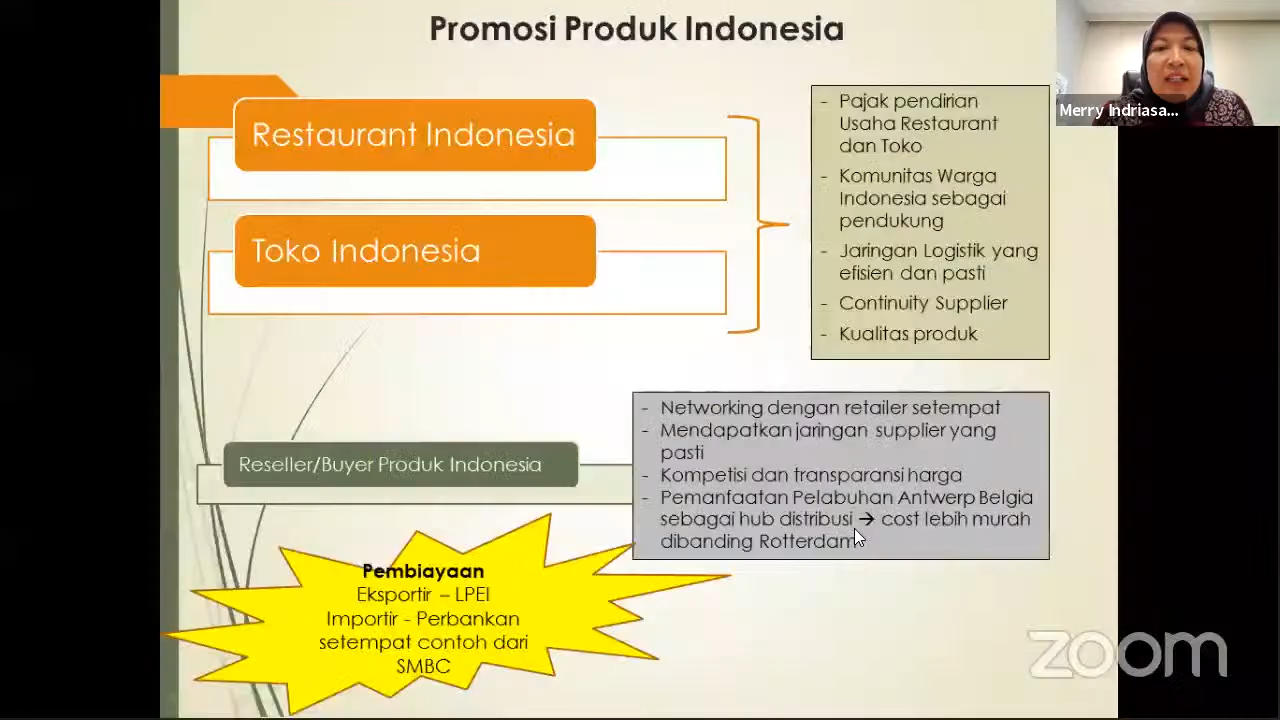 Promosi Produk Indonesia
Restaurant Indonesia
Toko Indonesia
- Pajak pendirian
Usaha Restaurant
dan Toko
- Komunitas Warga
Indonesia sebagai
pendukung
- Jaringan Logistik yang
efisien dan pasti
- Continuity Supplier
- Kualitas produk
Merry Indriasa...
Reseller/Buyer Produk Indonesia
- Networking dengan retailer setempat
- Mendapatkan jaringan supplier yang
pasti
- Kompetisi dan transparansi harga
- Pemanfaatan Pelabuhan Antwerp Belgia
sebagai hub distribusi → cost lebih murah
dibanding Rotterdam
Pembiayaan
Eksportir – LPEI
Importir - Perbankan
setempat contoh dari
SMBC
zoom